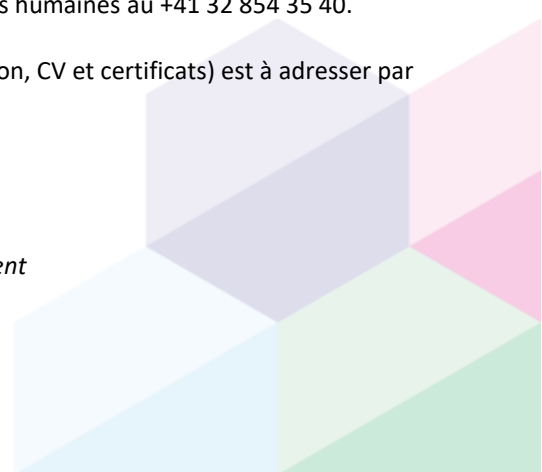 s humaines au +41 32 854 35 40.
on, CV et certificats) est à adresser par
ent